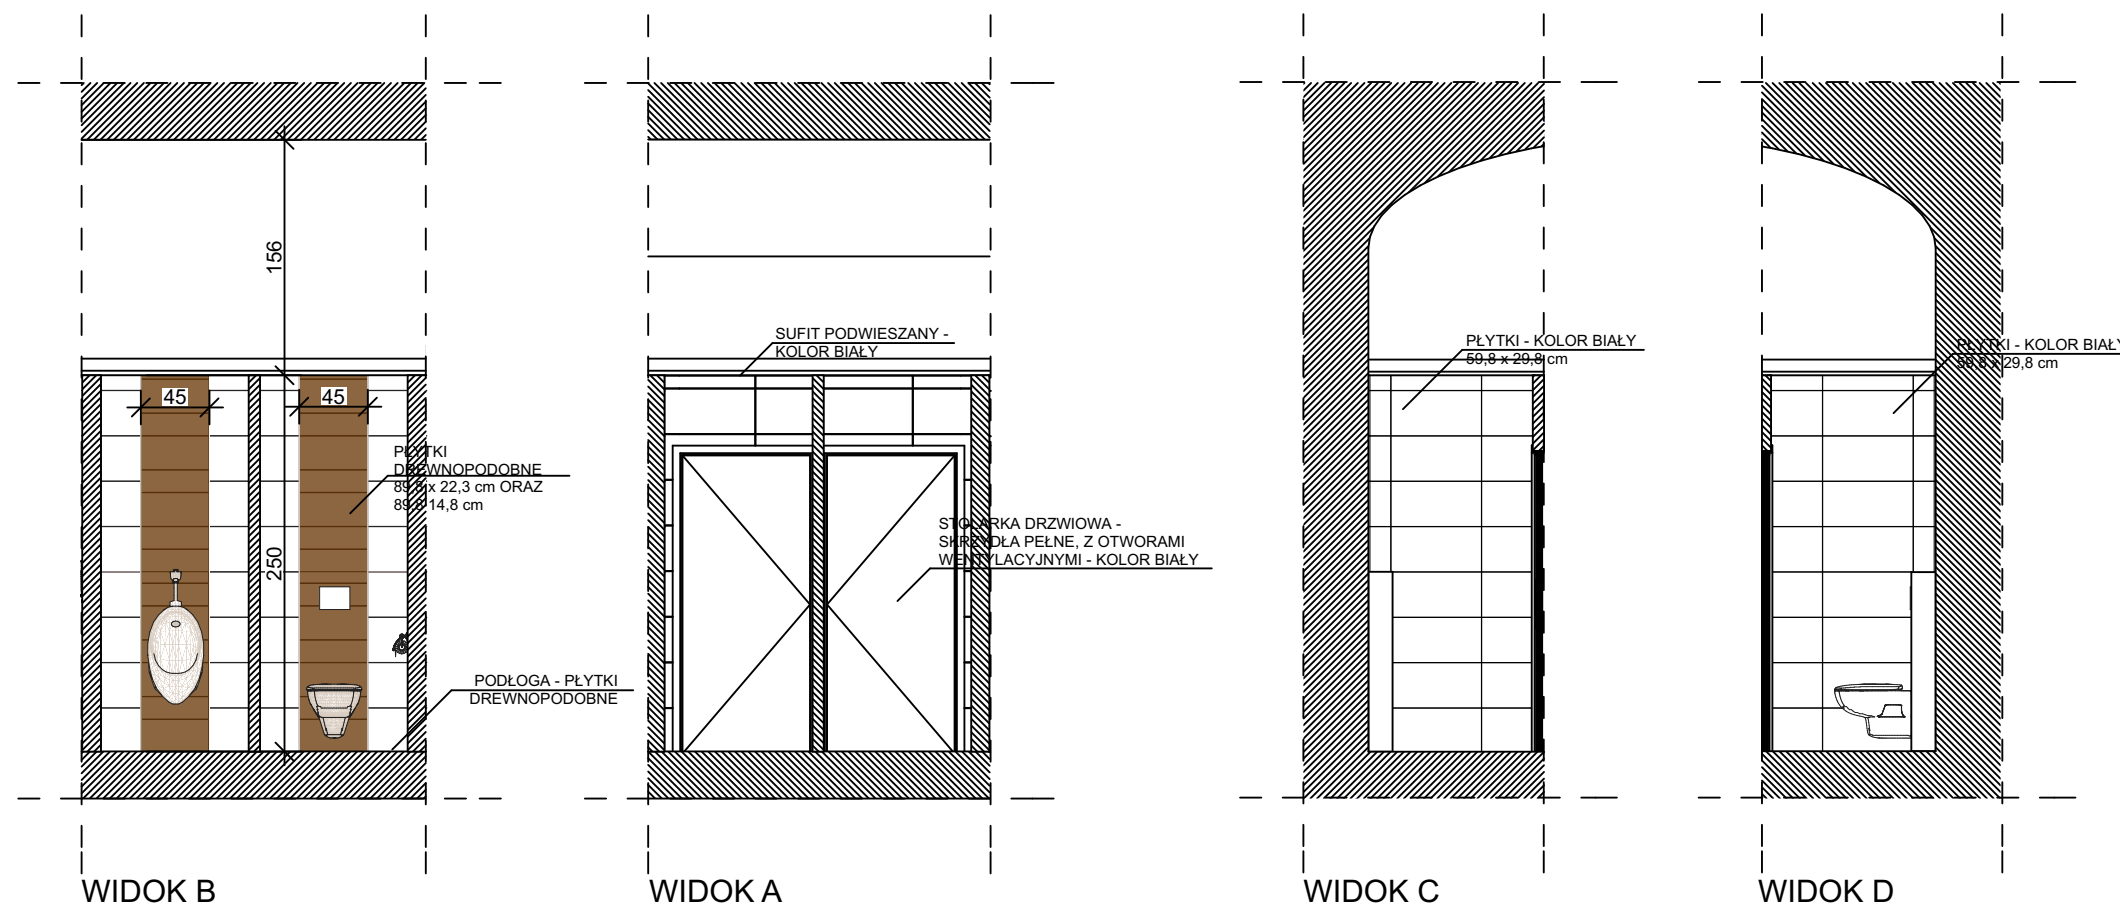 156
SUFIT PODWIESZANY -
KOLOR BIAŁY
PŁYTKI - KOLOR BIAŁY
59,8 x 29,8 cm
PŁYTKI - KOLOR BIAŁY
59,8 x 29,8 cm
45
45
PŁYTKI
DREWNOPODOBNE
89,8 x 22,3 cm ORAZ
89,8 14,8 cm
STOLARKA DRZWIOWA -
SKRZYDŁA PEŁNE, Z OTWORAMI
WENTYLACYJNYMI - KOLOR BIAŁY
250
PODŁOGA - PŁYTKI
DREWNOPODOBNE
WIDOK B
WIDOK A
WIDOK C
WIDOK D